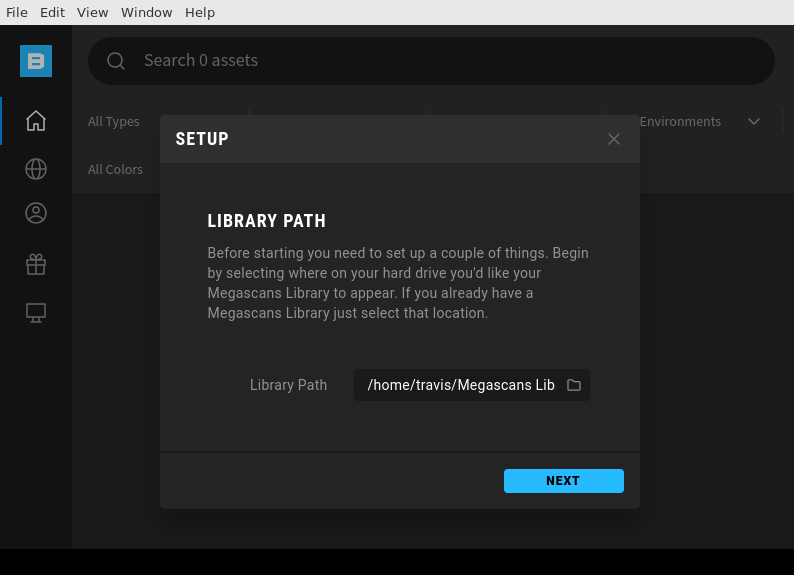 File Edit View Window Help
Search 0 assets
All Types
Environments
All Colors
SETUP
LIBRARY PATH
Before starting you need to set up a couple of things. Begin
by selecting where on your hard drive you'd like your
Megascans Library to appear. If you already have a
Megascans Library just select that location.
Library Path /home/travis/Megascans Lib
NEXT